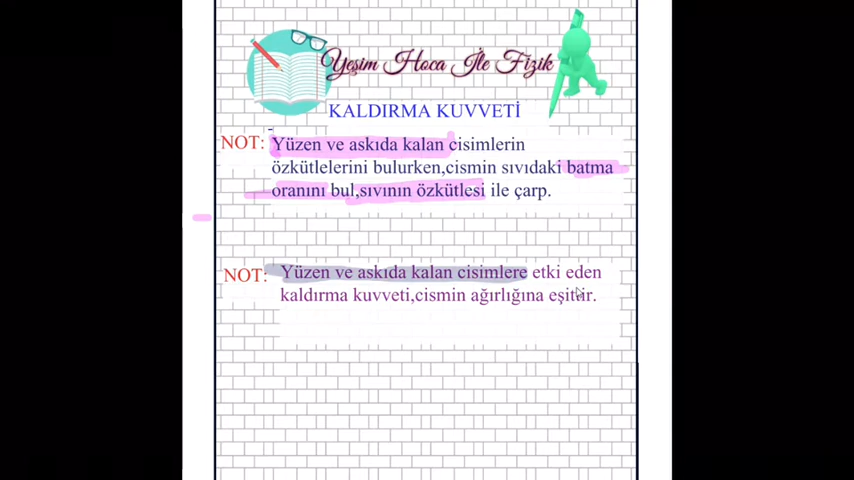 Yeşim Hoca İle Fizik
KALDIRMA KUVVETİ
NOT: Yüzen ve askıda kalan cisimlerin
özkütlelerini bulurken,cismin sıvıdaki batma
oranını bul,sıvının özkütlesi ile çarp.
NOT: Yüzen ve askıda kalan cisimlere etki eden
kaldırma kuvveti,cismin ağırlığına eşittir.